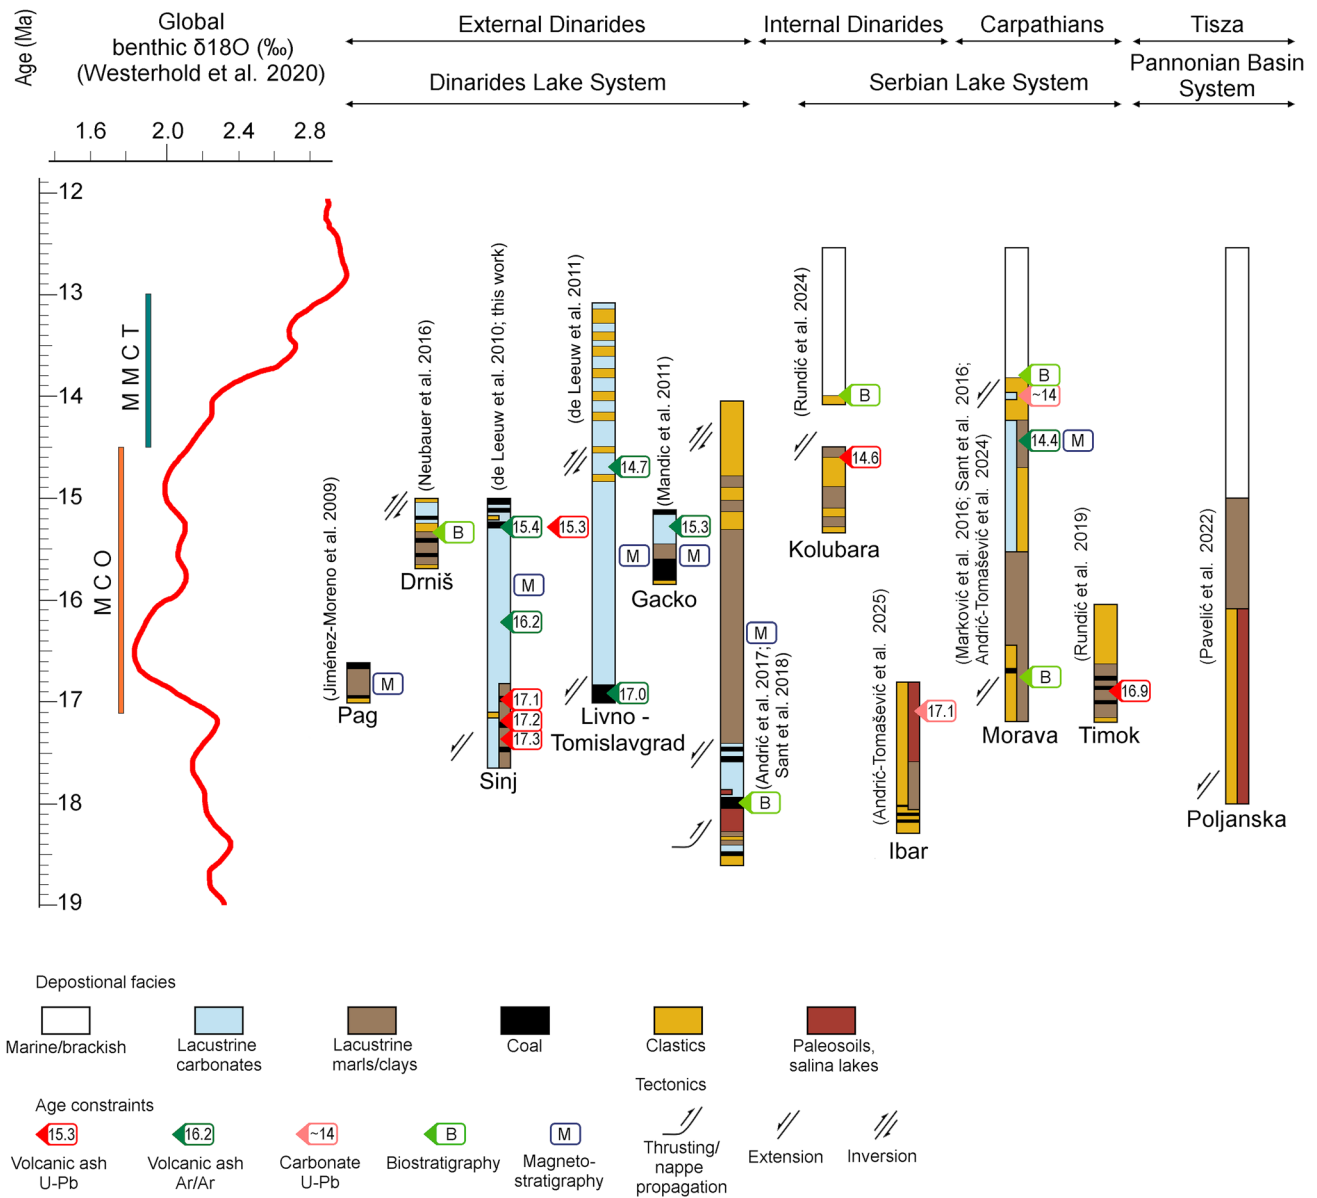 Age (Ma)
Global
benthic δ18O (‰)
(Westerhold et al. 2020)
External Dinarides
Internal Dinarides
Carpathians
Tisza
Dinarides Lake System
Serbian Lake System
Pannonian Basin
System
1.6
2.0
2.4
2.8
12
13
14
15
16
17
18
19
MMCT
MCO
(Jiménez-Moreno et al. 2009)
M
Pag
(Neubauer et al. 2016)
B
Drniš
(de Leeuw et al. 2010; this work)
15.4
15.3
M
16.2
17.1
17.2
17.3
Sinj
(de Leeuw et al. 2011)
14.7
M
17.0
Livno -
Tomislavgrad
(Mandic et al. 2011)
15.3
M
Gacko
M
B
(Andrić et al. 2017;
Sant et al. 2018)
(Rundić et al. 2024)
B
14.6
Kolubara
(Andrić-Tomašević et al. 2025)
17.1
Ibar
(Marković et al. 2016; Sant et al. 2016;
Andrić-Tomašević et al. 2024)
B
~14
14.4
M
B
Morava
(Rundić et al. 2019)
16.9
Timok
(Pavelić et al. 2022)
Poljanska
Depostional facies
Marine/brackish
Lacustrine
carbonates
Lacustrine
marls/clays
Coal
Clastics
Paleosoils,
salina lakes
Tectonics
Age constraints
15.3
16.2
~14
B
M
Volcanic ash
U-Pb
Volcanic ash
Ar/Ar
Carbonate
U-Pb
Biostratigraphy
Magneto-
stratigraphy
Thrusting/
nappe
propagation
Extension
Inversion